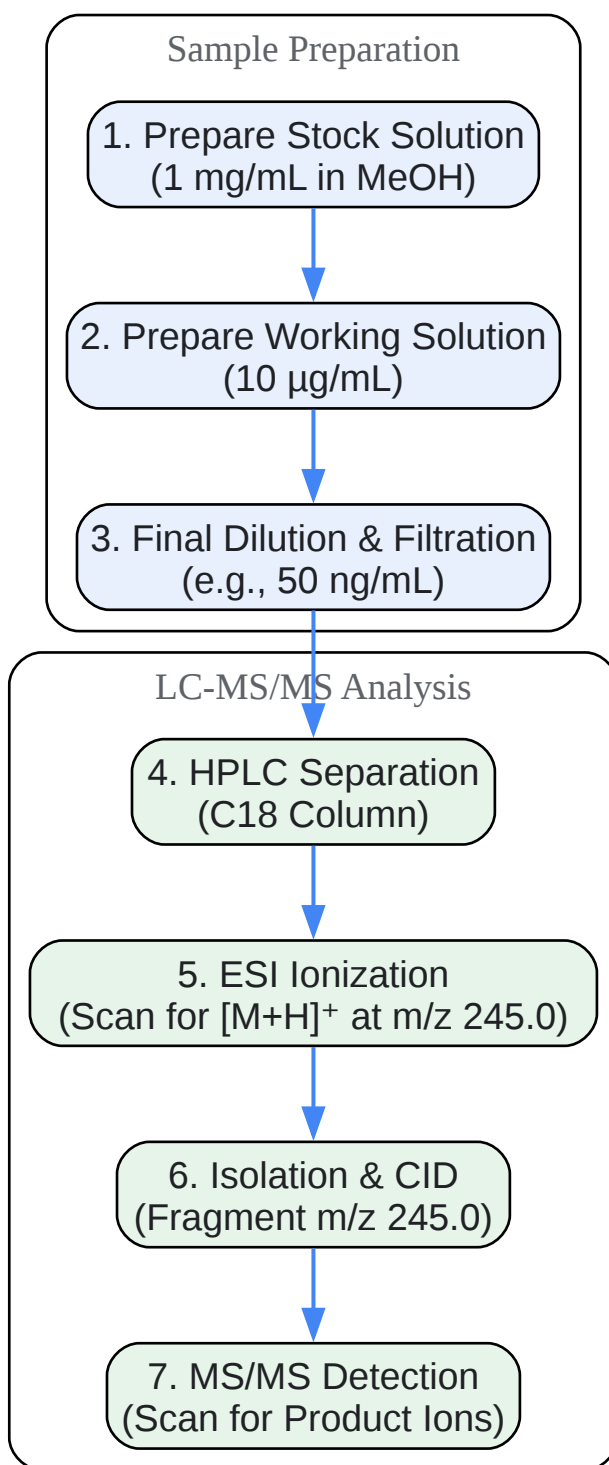 Sample Preparation
1. Prepare Stock Solution
(1 mg/mL in MeOH)
2. Prepare Working Solution
(10 µg/mL)
3. Final Dilution & Filtration
(e.g., 50 ng/mL)
LC-MS/MS Analysis
4. HPLC Separation
(C18 Column)
5. ESI Ionization
(Scan for [M+H]⁺ at m/z 245.0)
6. Isolation & CID
(Fragment m/z 245.0)
7. MS/MS Detection
(Scan for Product Ions)